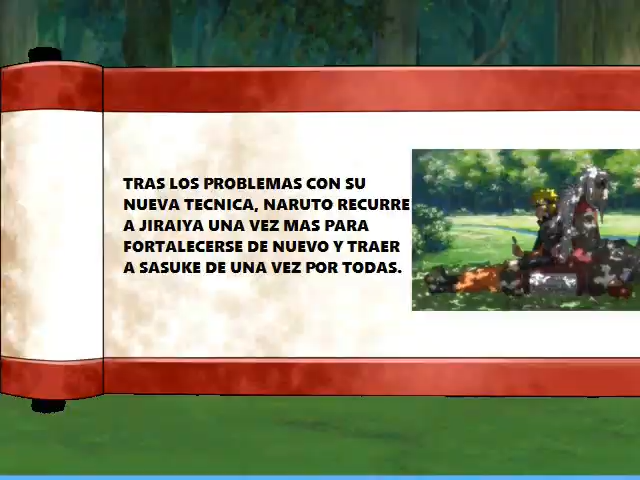 TRAS LOS PROBLEMAS CON SU
NUEVA TECNICA, NARUTO RECURRE
A JIRAIYA UNA VEZ MAS PARA
FORTALECERSE DE NUEVO Y TRAER
A SASUKE DE UNA VEZ POR TODAS.